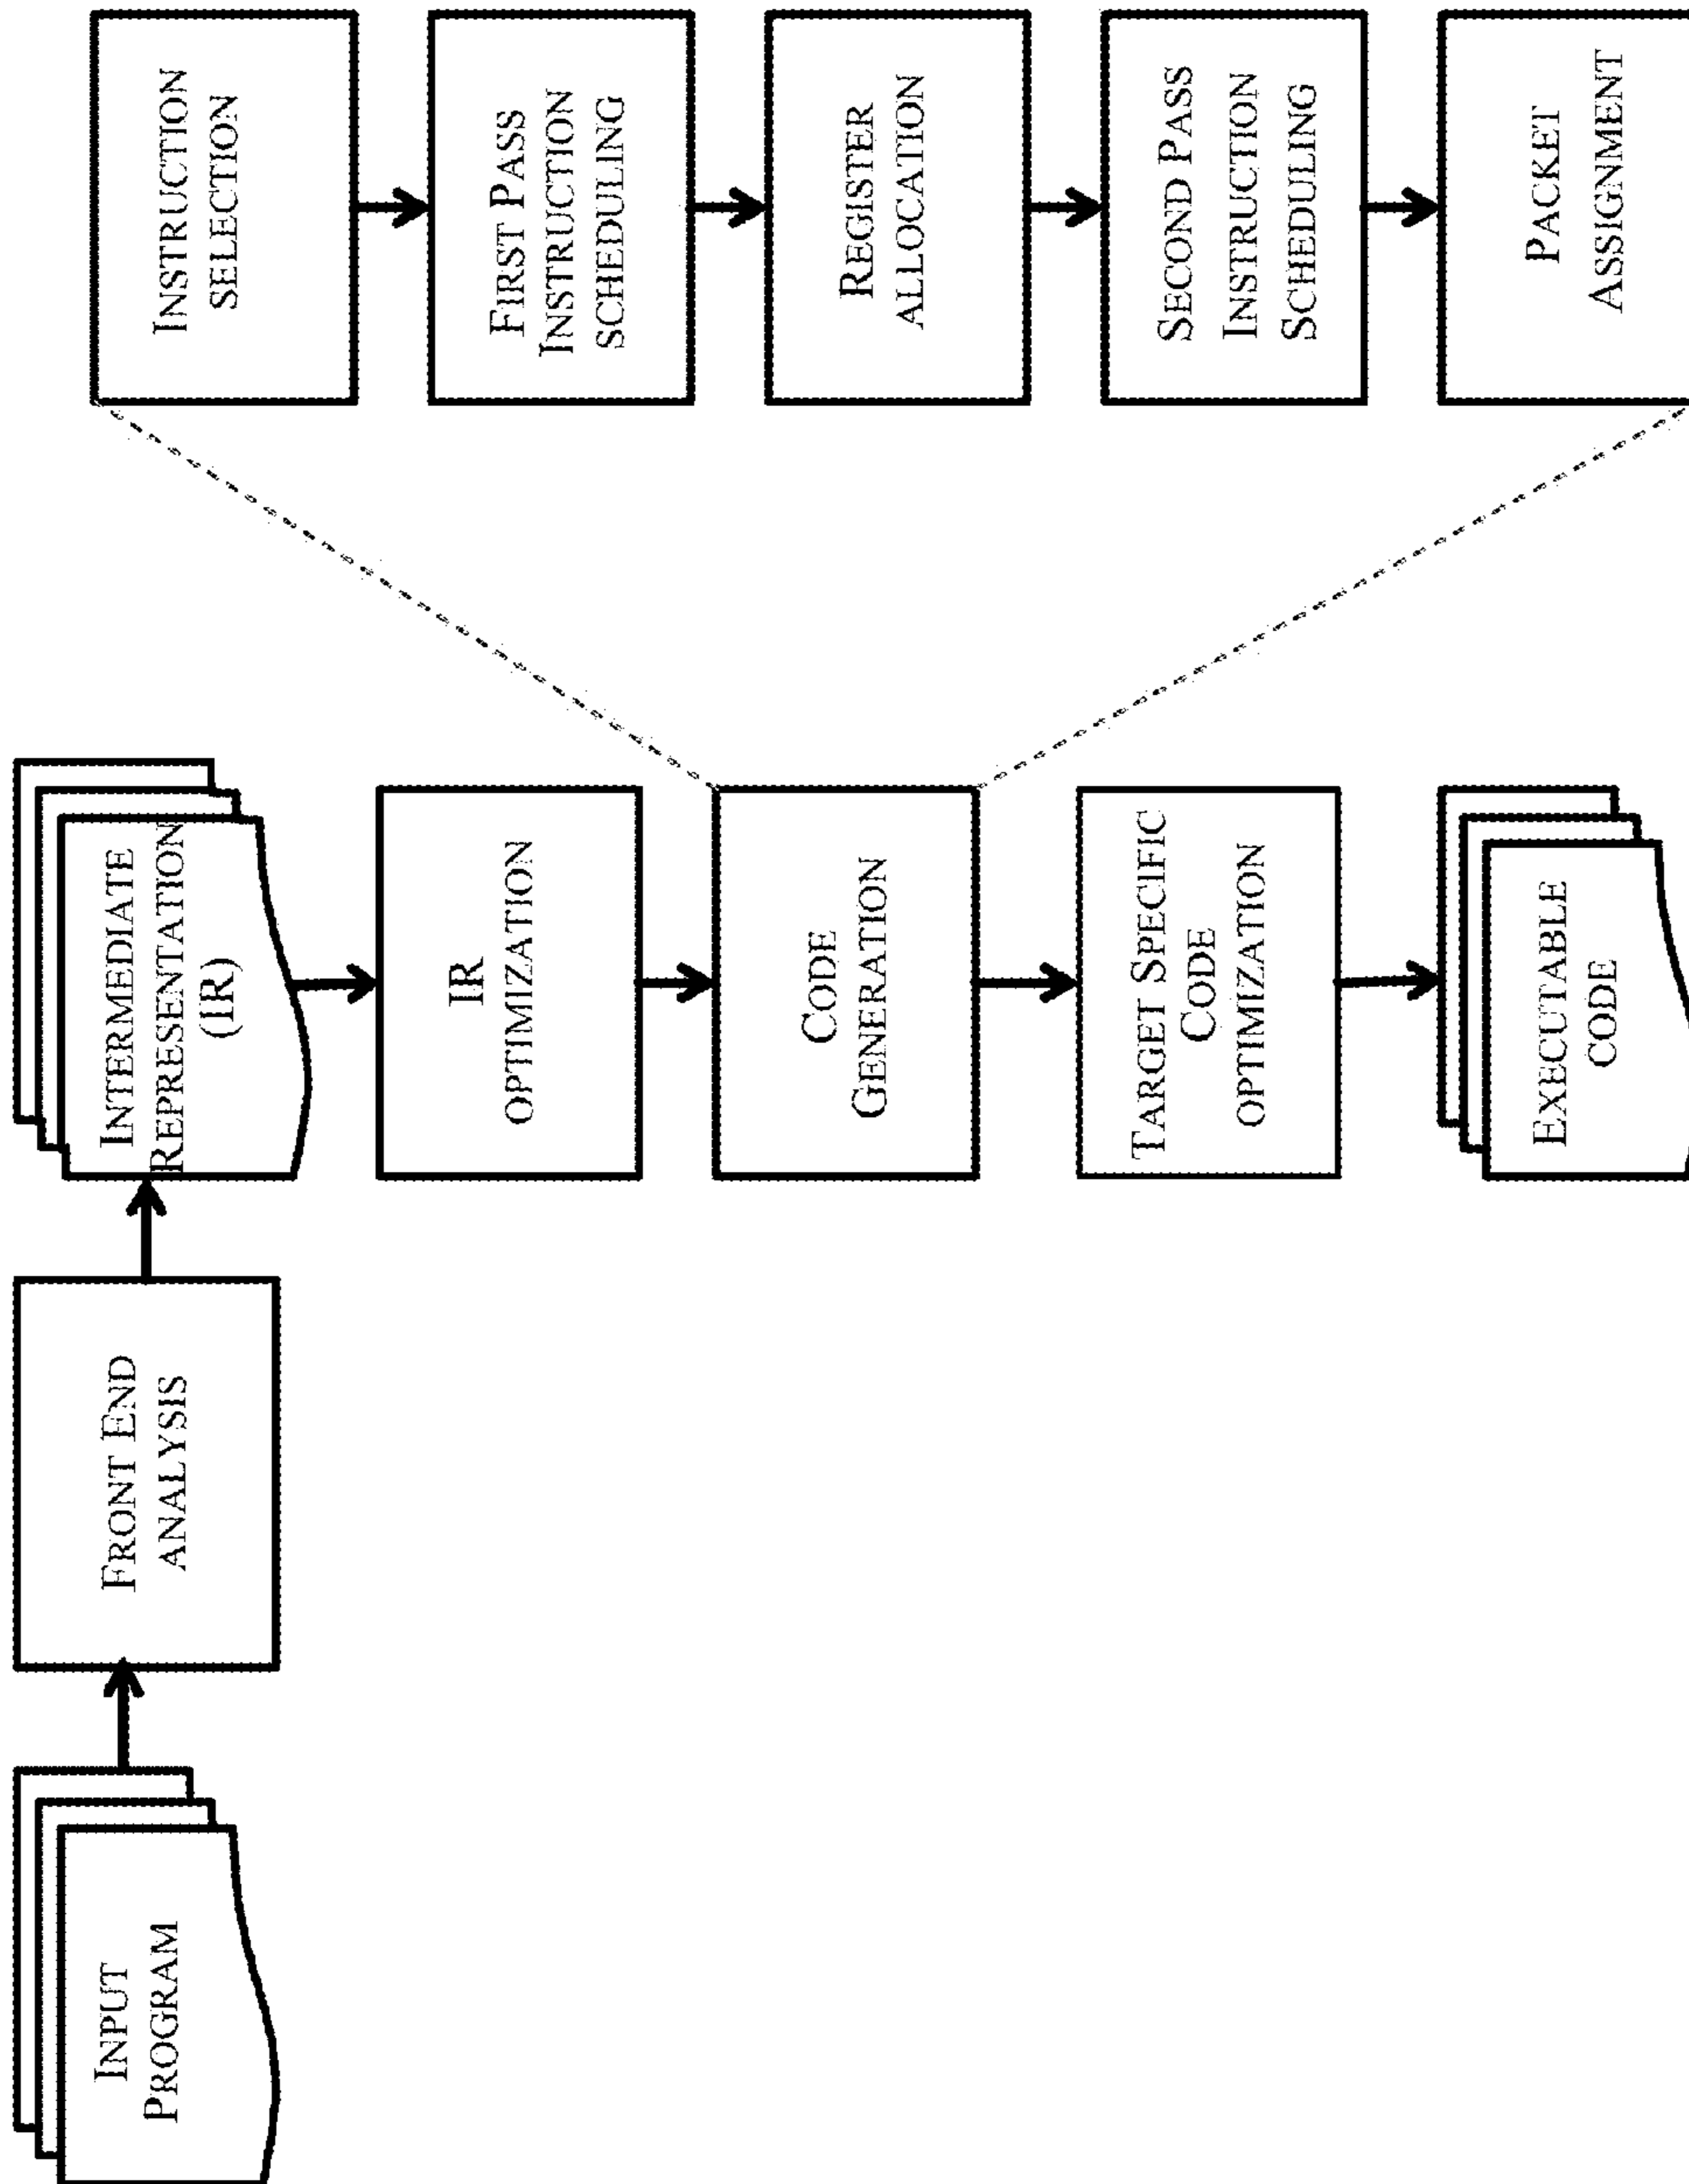 INPUT
PROGRAM
FRONT END
ANALYSIS
INTERMEDIATE
REPRESENTATION
(IR)
IR
OPTIMIZATION
CODE
GENERATION
TARGET SPECIFIC
CODE
OPTIMIZATION
EXECUTABLE
CODE
INSTRUCTION
SELECTION
FIRST PASS
INSTRUCTION
SCHEDULING
REGISTER
ALLOCATION
SECOND PASS
INSTRUCTION
SCHEDULING
PACKET
ASSIGNMENT